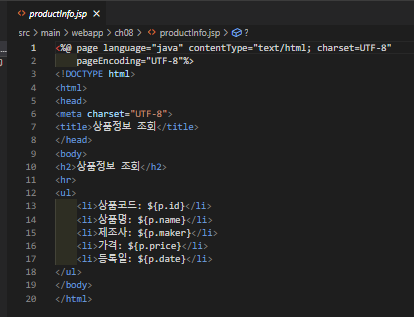 productInfo.jsp ×
src > main > webapp > ch08 > productInfo.jsp > ?
1 <%@ page language="java" contentType="text/html; charset=UTF-8"
2 pageEncoding="UTF-8"%>
3 <!DOCTYPE html>
4 <html>
5 <head>
6 <meta charset="UTF-8">
7 <title>상품정보 조회</title>
8 </head>
9 <body>
10 <h2>상품정보 조회</h2>
11 <hr>
12 <ul>
13 <li>상품코드: ${p.id}</li>
14 <li>상품명: ${p.name}</li>
15 <li>제조사: ${p.maker}</li>
16 <li>가격: ${p.price}</li>
17 <li>등록일: ${p.date}</li>
18 </ul>
19 </body>
20 </html>